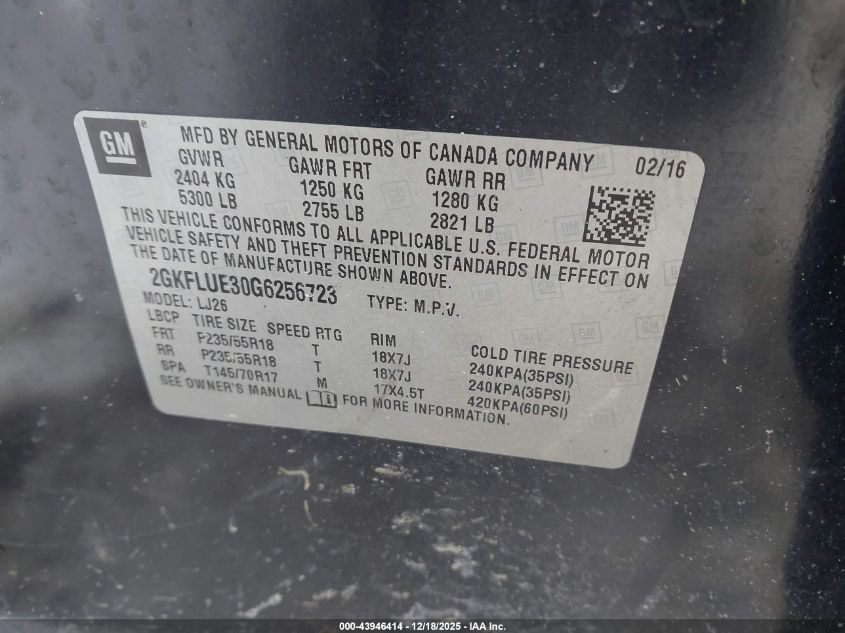 GM ®
MFD BY GENERAL MOTORS OF CANADA COMPANY 02/16
GVWR GAWR FRT GAWR RR
2404 KG 1250 KG 1280 KG
5300 LB 2755 LB 2821 LB
THIS VEHICLE CONFORMS TO ALL APPLICABLE U.S. FEDERAL MOTOR
VEHICLE SAFETY AND THEFT PREVENTION STANDARDS IN EFFECT ON
THE DATE OF MANUFACTURE SHOWN ABOVE.
2GKFLUE30G6256723 TYPE: M.P.V.
MODEL: LJ26
LBCP TIRE SIZE SPEED RTG RIM COLD TIRE PRESSURE
FRT P235/55R18 T 18X7J 240KPA(35PSI)
RR P235/55R18 T 18X7J 240KPA(35PSI)
SPA T145/70R17 M 17X4.5T 420KPA(60PSI)
SEE OWNER'S MANUAL FOR MORE INFORMATION.
000-43946414 - 12/18/2025 - IAA Inc.